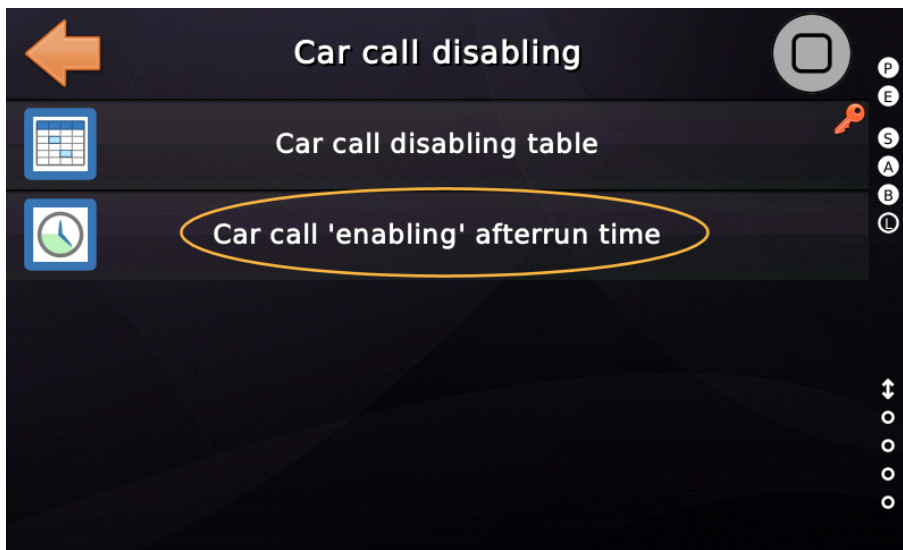 Car call disabling
P
E
Car call disabling table
S
A
B
Car call 'enabling' afterrun time
L